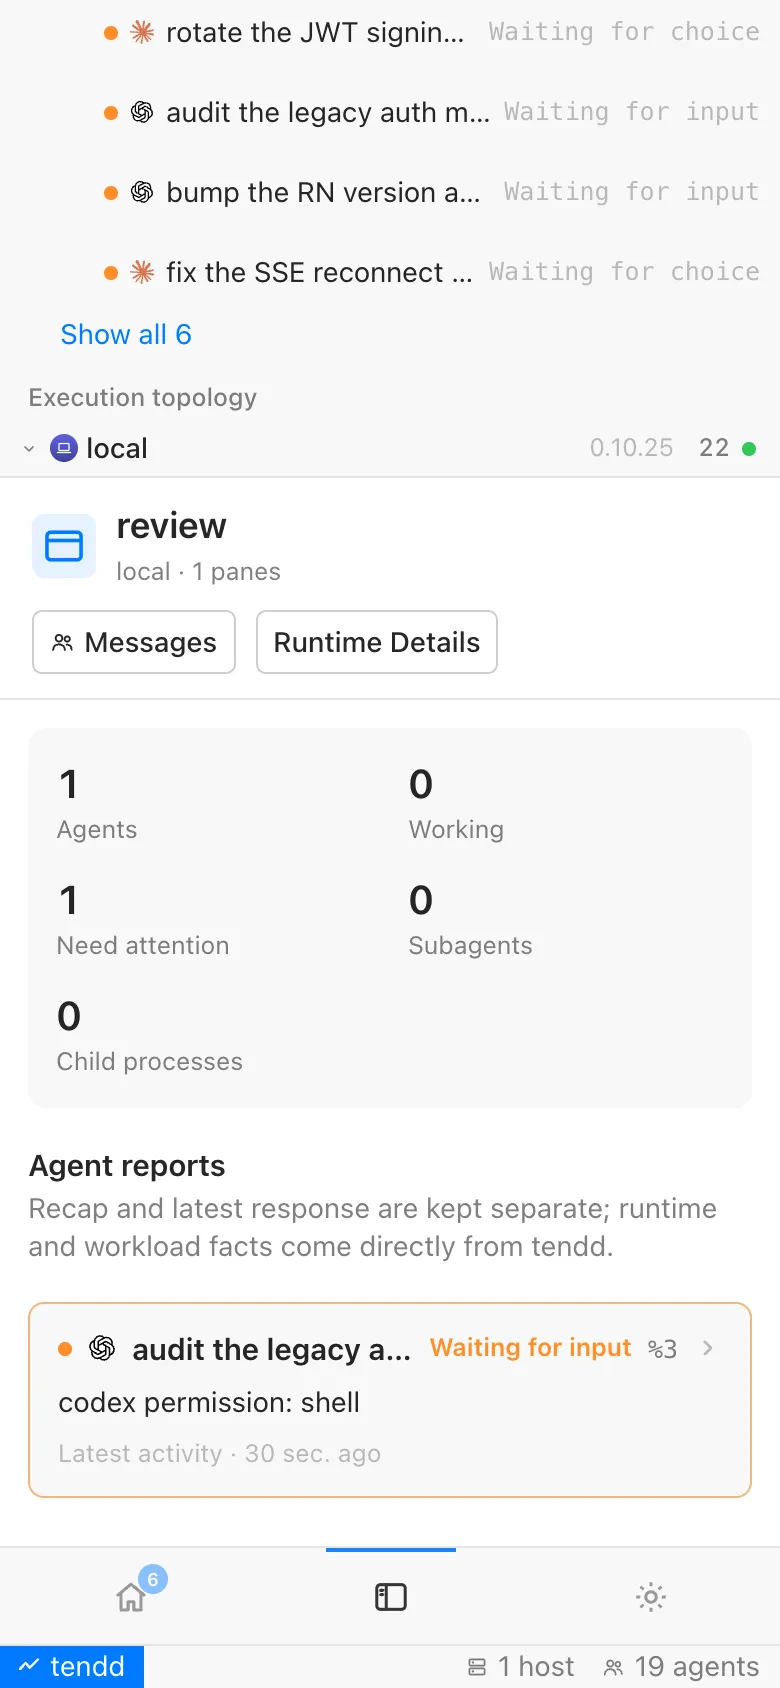 rotate the JWT signin... Waiting for choice
audit the legacy auth m... Waiting for input
bump the RN version a... Waiting for input
fix the SSE reconnect ... Waiting for choice
Show all 6
Execution topology
local 0.10.25 22
review
local · 1 panes
Messages Runtime Details
1 0
Agents Working
1 0
Need attention Subagents
0
Child processes
Agent reports
Recap and latest response are kept separate; runtime
and workload facts come directly from tendd.
audit the legacy a... Waiting for input %3
codex permission: shell
Latest activity · 30 sec. ago
6
tendd 1 host 19 agents